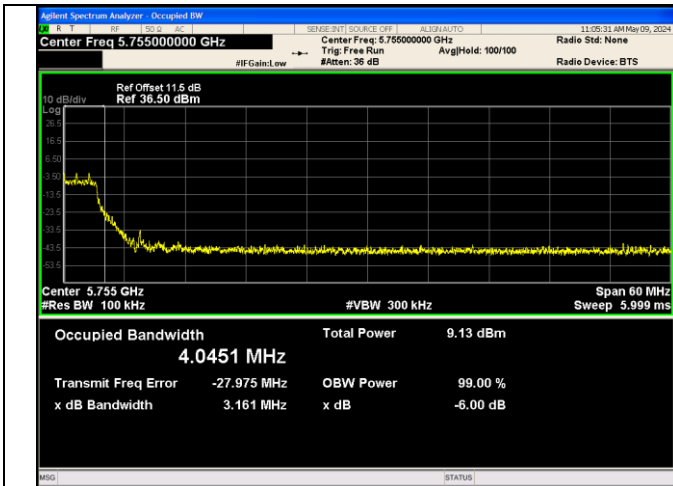 Agilent Spectrum Analyzer - Occupied BW
R T RF 50 Ω AC SENSE:INT SOURCE OFF ALIGN AUTO 11:05:31 AM May 09, 2024
Center Freq 5.755000000 GHz Center Freq: 5.755000000 GHz Radio Std: None
Trig: Free Run Avg|Hold: 100/100
#IFGain:Low #Atten: 36 dB Radio Device: BTS
Ref Offset 11.5 dB
10 dB/div Ref 36.50 dBm
Log
26.5
16.5
6.50
-3.50
-13.5
-23.5
-33.5
-43.5
-53.5
Center 5.755 GHz Span 60 MHz
#Res BW 100 kHz #VBW 300 kHz Sweep 5.999 ms
Occupied Bandwidth Total Power 9.13 dBm
4.0451 MHz
Transmit Freq Error -27.975 MHz OBW Power 99.00 %
x dB Bandwidth 3.161 MHz x dB -6.00 dB
MSG STATUS